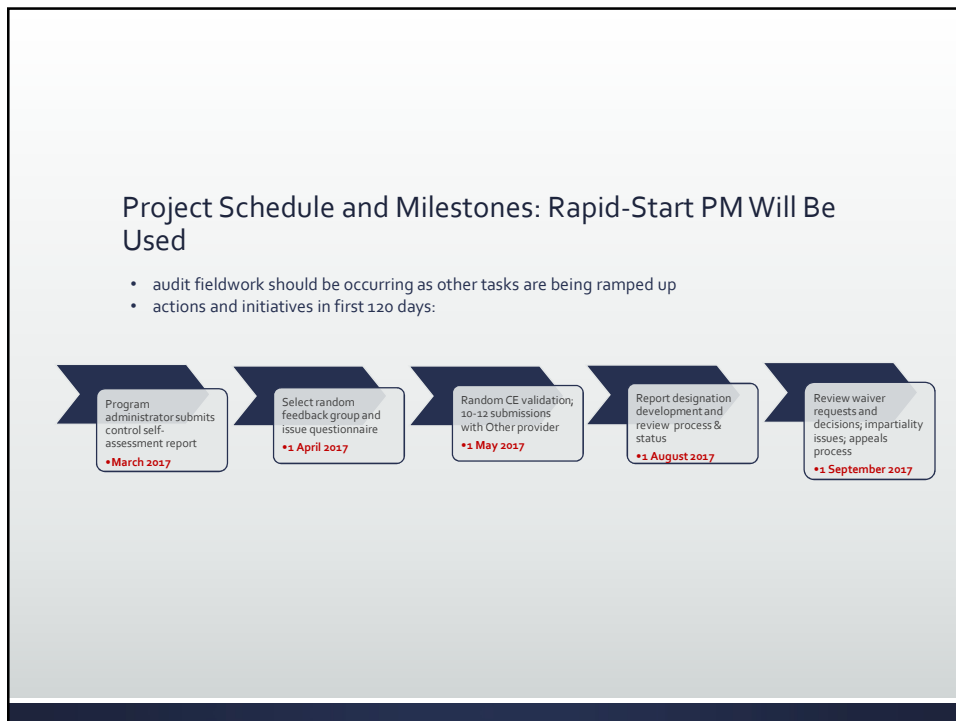 Project Schedule and Milestones: Rapid-Start PM Will Be
Used
• audit fieldwork should be occurring as other tasks are being ramped up
• actions and initiatives in first 120 days:
Program
administrator submits
control self-
assessment report
•March 2017
Select random
feedback group and
issue questionnaire
•1 April 2017
Random CE validation;
10-12 submissions
with Other provider
•1 May 2017
Report designation
development and
review process &
status
•1 August 2017
Review waiver
requests and
decisions; impartiality
issues; appeals
process
•1 September 2017